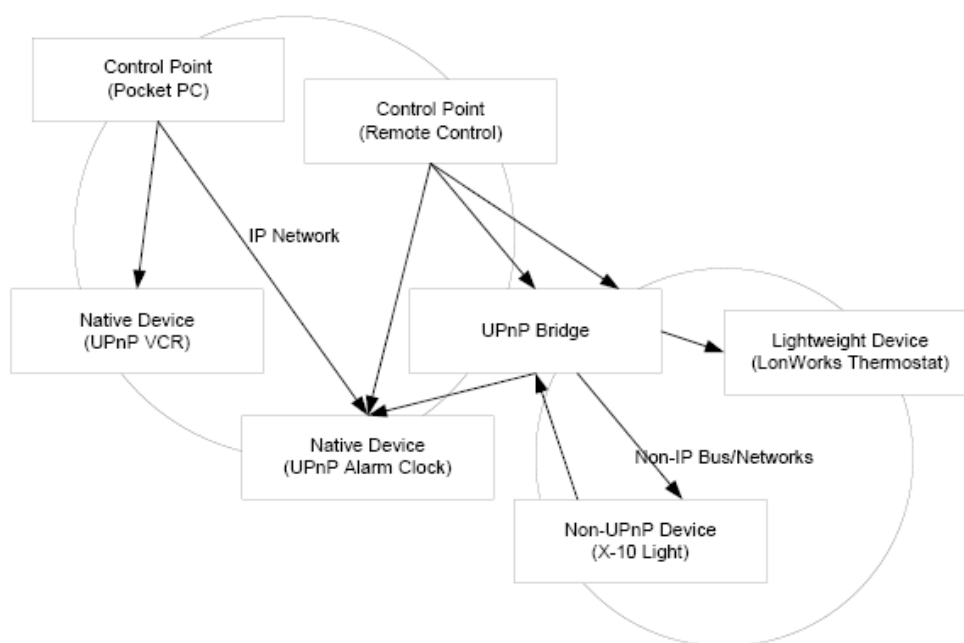 Control Point
(Pocket PC)
Control Point
(Remote Control)
IP Network
Native Device
(UPnP VCR)
UPnP Bridge
Lightweight Device
(LonWorks Thermostat)
Native Device
(UPnP Alarm Clock)
Non-IP Bus/Networks
Non-UPnP Device
(X-10 Light)